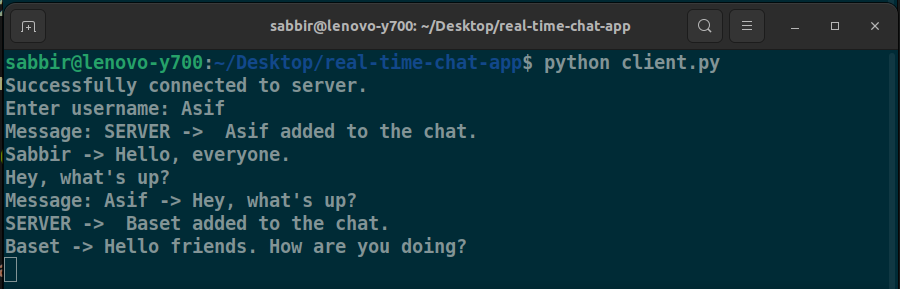 sabbir@lenovo-y700: ~/Desktop/real-time-chat-app
sabbir@lenovo-y700:~/Desktop/real-time-chat-app$ python client.py
Successfully connected to server.
Enter username: Asif
Message: SERVER ->  Asif added to the chat.
Sabbir -> Hello, everyone.
Hey, what's up?
Message: Asif -> Hey, what's up?
SERVER ->  Baset added to the chat.
Baset -> Hello friends. How are you doing?